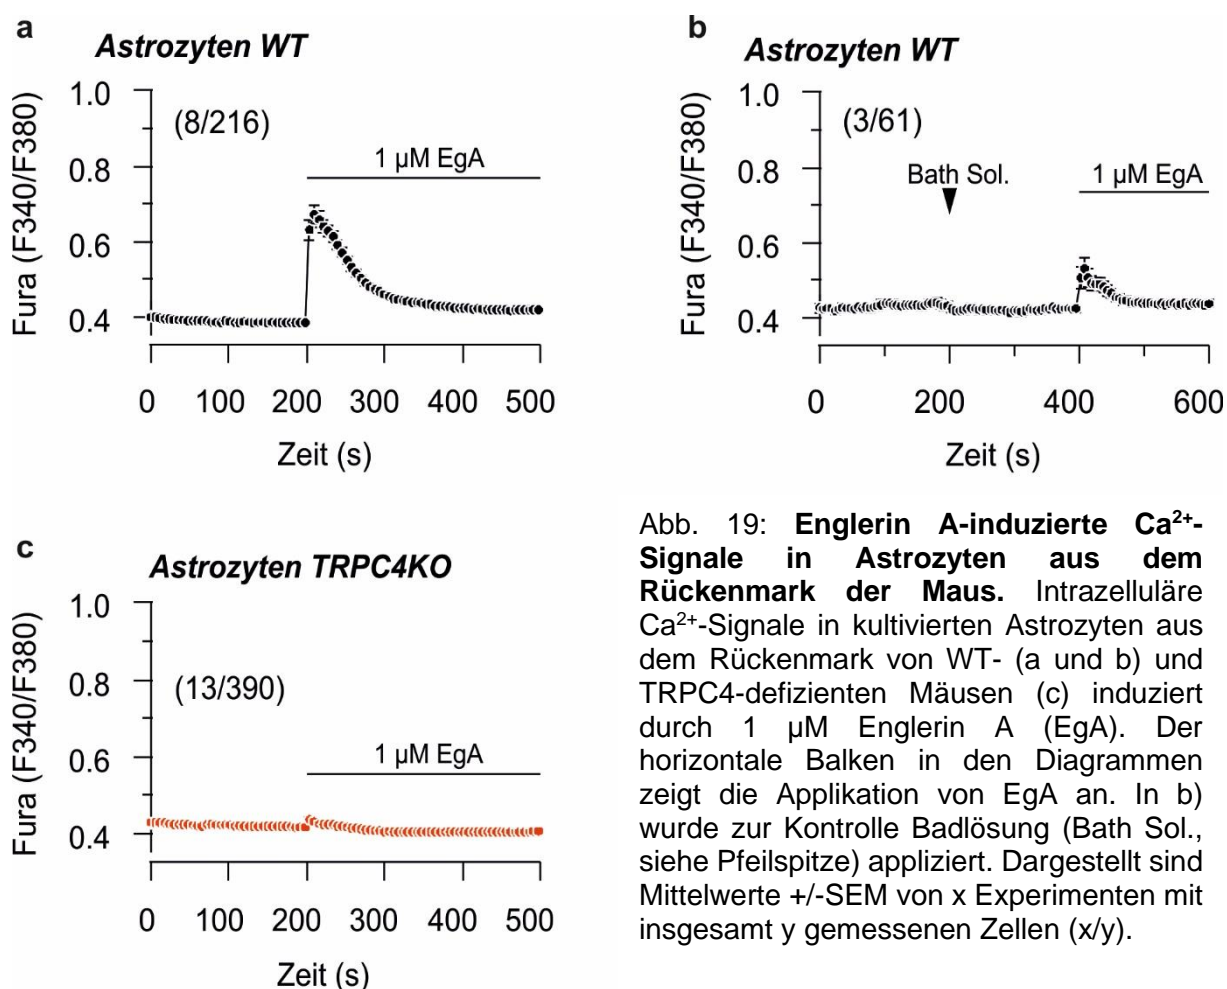 a
Astrozyten WT
1.0
0.8
0.6
0.4
Fura (F340/F380)
(8/216)
1 µM EgA
0 100 200 300 400 500
Zeit (s)
b
Astrozyten WT
1.0
0.8
0.6
0.4
Fura (F340/F380)
(3/61)
Bath Sol.
1 µM EgA
0 200 400 600
Zeit (s)
c
Astrozyten TRPC4KO
1.0
0.8
0.6
0.4
Fura (F340/F380)
(13/390)
1 µM EgA
0 100 200 300 400 500
Zeit (s)
Abb. 19: Englerin A-induzierte Ca²⁺-
Signale in Astrozyten aus dem
Rückenmark der Maus. Intrazelluläre
Ca²⁺-Signale in kultivierten Astrozyten aus
dem Rückenmark von WT- (a und b) und
TRPC4-defizienten Mäusen (c) induziert
durch 1 µM Englerin A (EgA). Der
horizontale Balken in den Diagrammen
zeigt die Applikation von EgA an. In b)
wurde zur Kontrolle Badlösung (Bath Sol.,
siehe Pfeilspitze) appliziert. Dargestellt sind
Mittelwerte +/-SEM von x Experimenten mit
insgesamt y gemessenen Zellen (x/y).